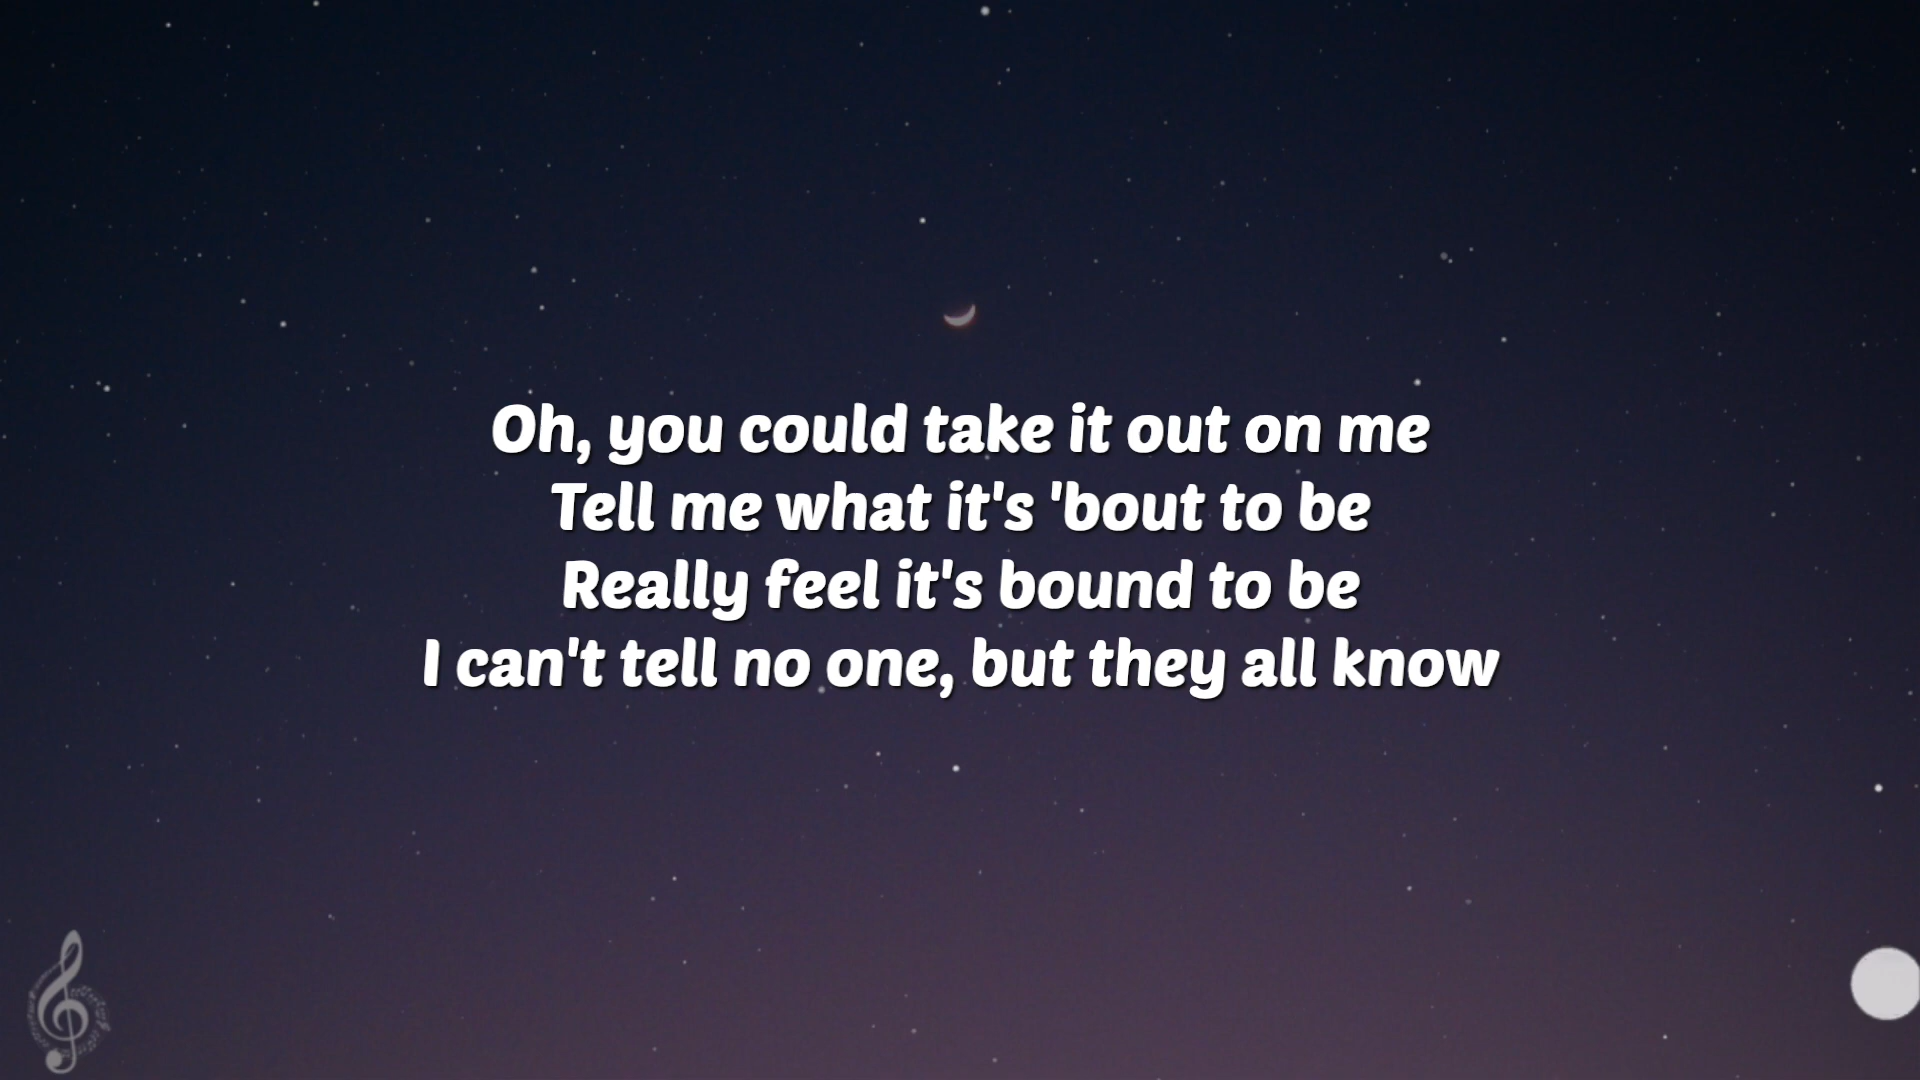 Oh, you could take it out on me
Tell me what it's 'bout to be
Really feel it's bound to be
I can't tell no one, but they all know